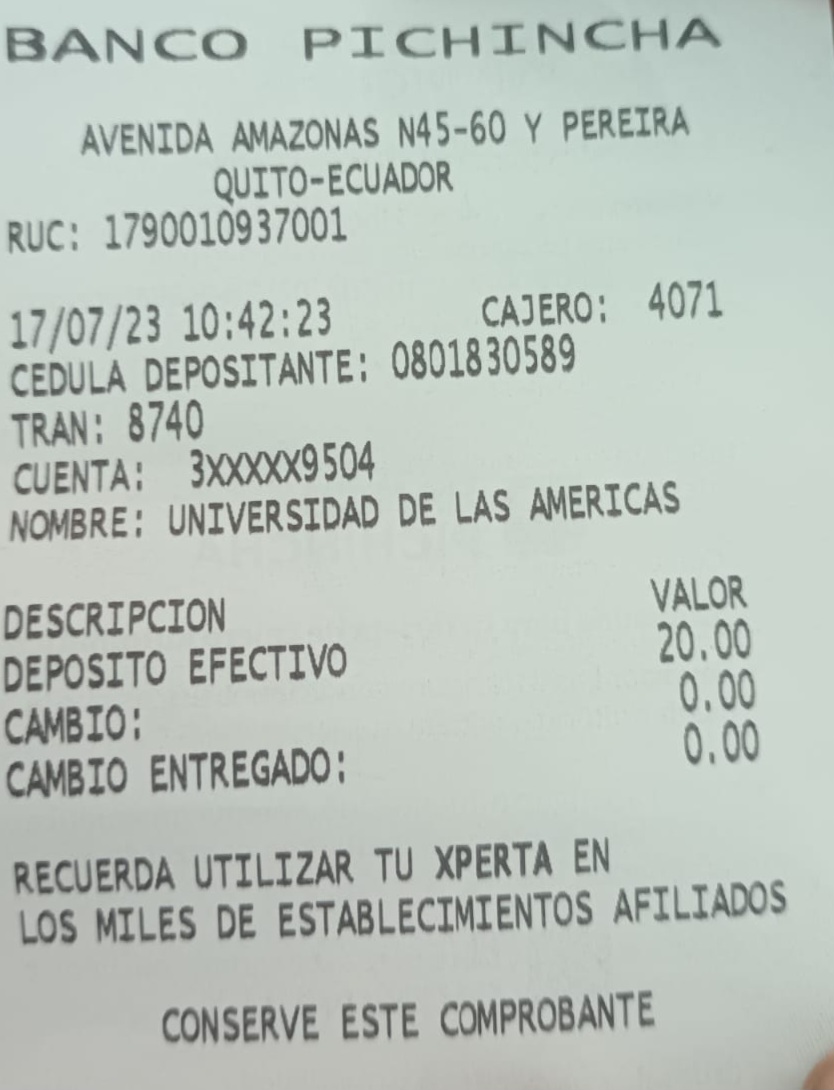 BANCO PICHINCHA
AVENIDA AMAZONAS N45-60 Y PEREIRA
QUITO-ECUADOR
RUC: 1790010937001
17/07/23 10:42:23 CAJERO: 4071
CEDULA DEPOSITANTE: 0801830589
TRAN: 8740
CUENTA: 3XXXXX9504
NOMBRE: UNIVERSIDAD DE LAS AMERICAS
DESCRIPCION VALOR
DEPOSITO EFECTIVO 20.00
CAMBIO: 0.00
CAMBIO ENTREGADO: 0.00
RECUERDA UTILIZAR TU XPERTA EN
LOS MILES DE ESTABLECIMIENTOS AFILIADOS
CONSERVE ESTE COMPROBANTE